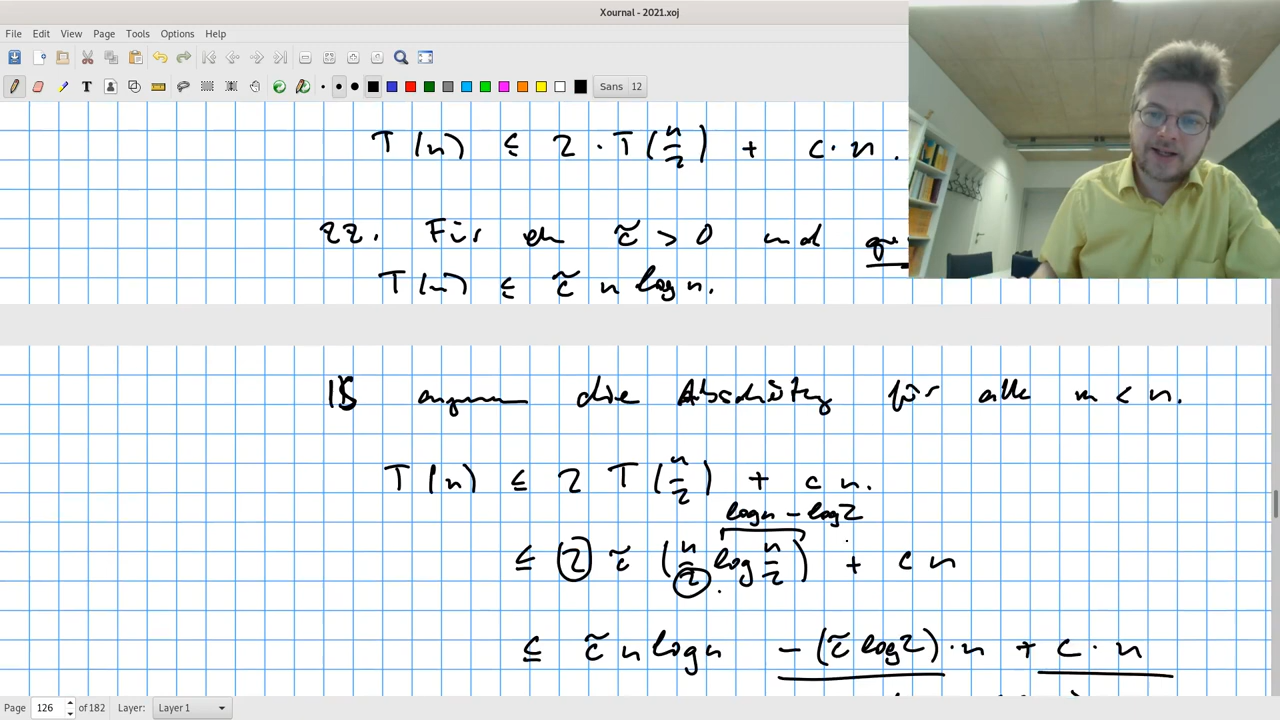 Xournal - 2021.xoj
File Edit View Page Tools Options Help
Sans 12
T(n) ≤ 2 · T(n/2) + c · n .
ZZ. Für ein c̃ > 0 und
T(n) ≤ c̃ n log n.
IS die Abschätzung für alle m < n.
T(n) ≤ 2 T(n/2) + c n.
log n - log 2
≤ 2 c̃ (n/2 log n/2) + c n
≤ c̃ n log n - (c̃ log 2) · n + c · n
Page 126 of 182 Layer: Layer 1